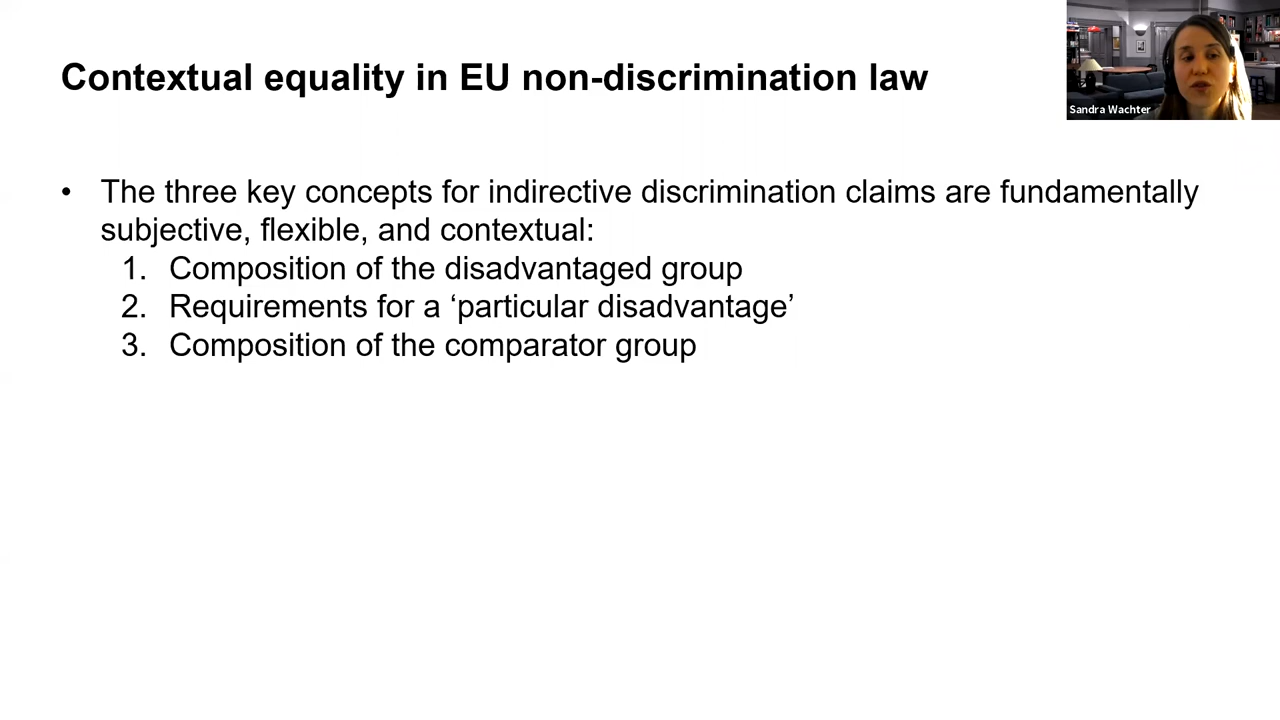 Contextual equality in EU non-discrimination law
Sandra Wachter
• The three key concepts for indirective discrimination claims are fundamentally
subjective, flexible, and contextual:
1. Composition of the disadvantaged group
2. Requirements for a ‘particular disadvantage’
3. Composition of the comparator group